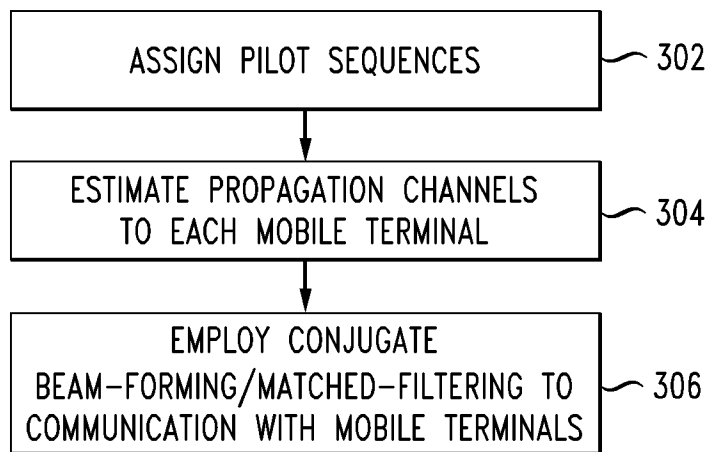 ASSIGN PILOT SEQUENCES
302
ESTIMATE PROPAGATION CHANNELS
TO EACH MOBILE TERMINAL
304
EMPLOY CONJUGATE
BEAM-FORMING/MATCHED-FILTERING TO
COMMUNICATION WITH MOBILE TERMINALS
306